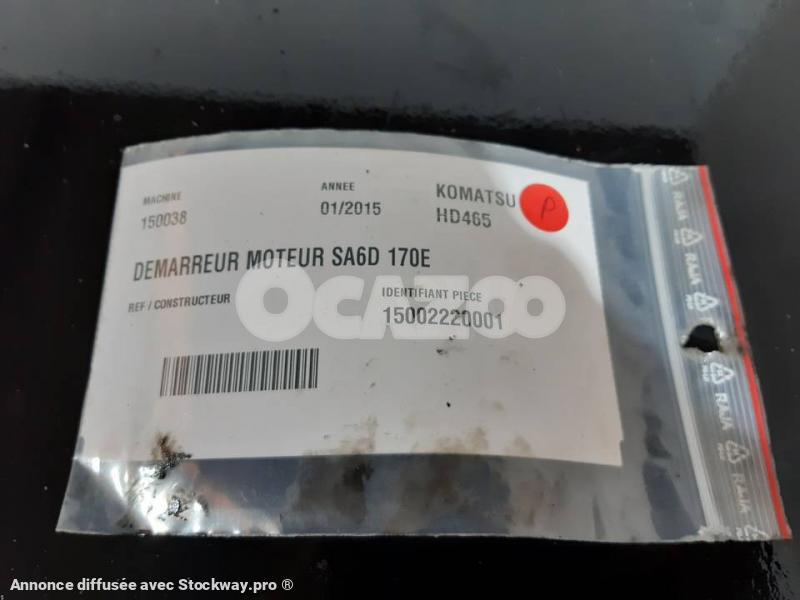 MACHINE
150038
ANNEE
01/2015
KOMATSU
HD465
P
DEMARREUR MOTEUR SA6D 170E
REF / CONSTRUCTEUR
IDENTIFIANT PIECE
15002220001
OCAZOO
RAJA
RAJA
RAJA
RAJA
RAJA
Annonce diffusée avec Stockway.pro ®